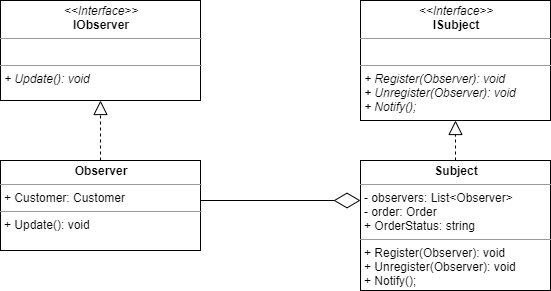 <<Interface>>
IObserver
+ Update(): void
<<Interface>>
ISubject
+ Register(Observer): void
+ Unregister(Observer): void
+ Notify();
Observer
+ Customer: Customer
+ Update(): void
Subject
- observers: List<Observer>
- order: Order
+ OrderStatus: string
+ Register(Observer): void
+ Unregister(Observer): void
+ Notify();